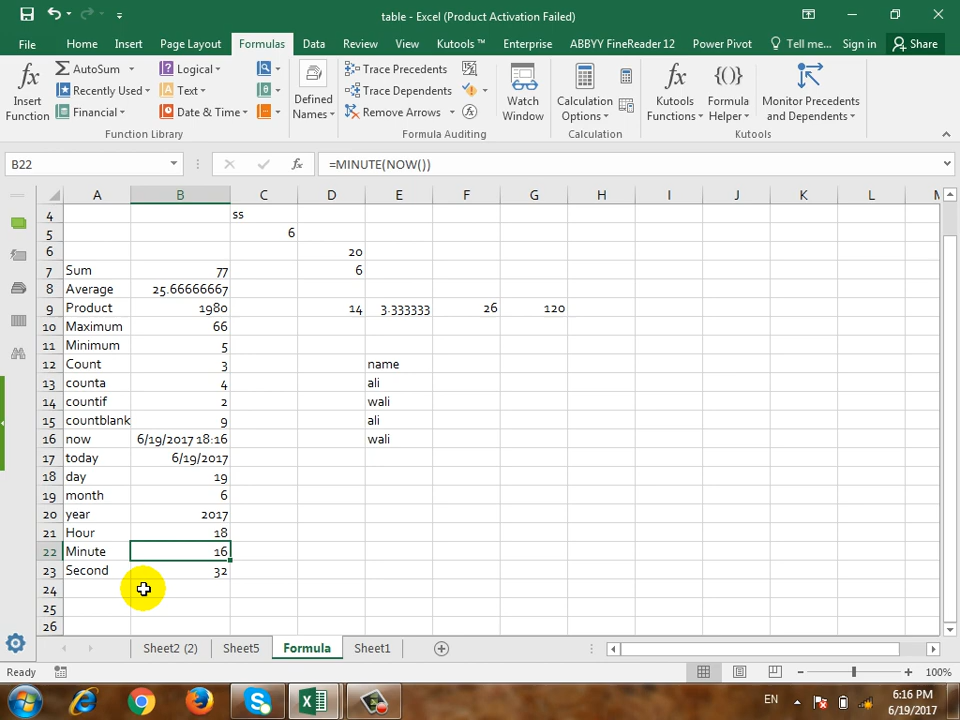 table - Excel (Product Activation Failed)
File Home Insert Page Layout Formulas Data Review View Kutools ™ Enterprise ABBYY FineReader 12 Power Pivot Tell me... Sign in Share
fx Insert Function
AutoSum
Recently Used
Financial
Logical
Text
Date & Time
Function Library
Defined Names
Trace Precedents
Trace Dependents
Remove Arrows
Formula Auditing
Watch Window
Calculation Options
Calculation
Kutools Functions
Formula Helper
Monitor Precedents and Dependents
Kutools
B22 fx =MINUTE(NOW())
A B C D E F G H I J K L M
4 ss
5 6
6 20
7 Sum 77 6
8 Average 25.66666667
9 Product 1980 14 3.333333 26 120
10 Maximum 66
11 Minimum 5
12 Count 3 name
13 counta 4 ali
14 countif 2 wali
15 countblank 9 ali
16 now 6/19/2017 18:16 wali
17 today 6/19/2017
18 day 19
19 month 6
20 year 2017
21 Hour 18
22 Minute 16
23 Second 32
24
25
26
Sheet2 (2) Sheet5 Formula Sheet1
Ready 100%
EN 6:16 PM
6/19/2017